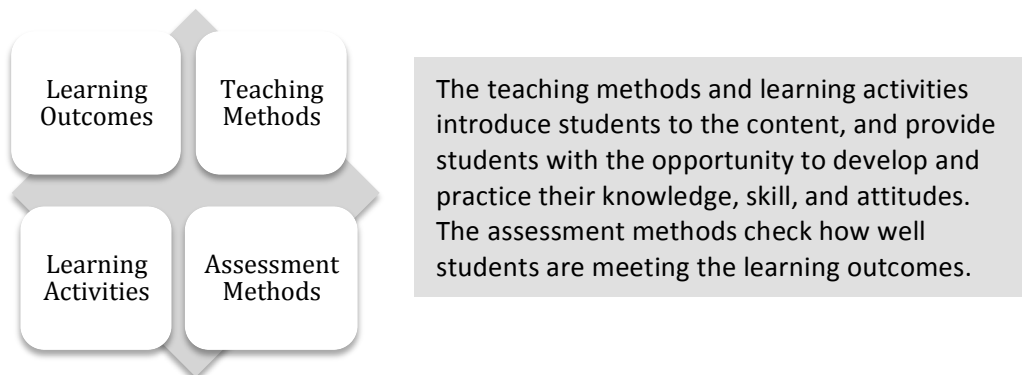 Learning
Outcomes
Teaching
Methods
Learning
Activities
Assessment
Methods
The teaching methods and learning activities
introduce students to the content, and provide
students with the opportunity to develop and
practice their knowledge, skill, and attitudes.
The assessment methods check how well
students are meeting the learning outcomes.